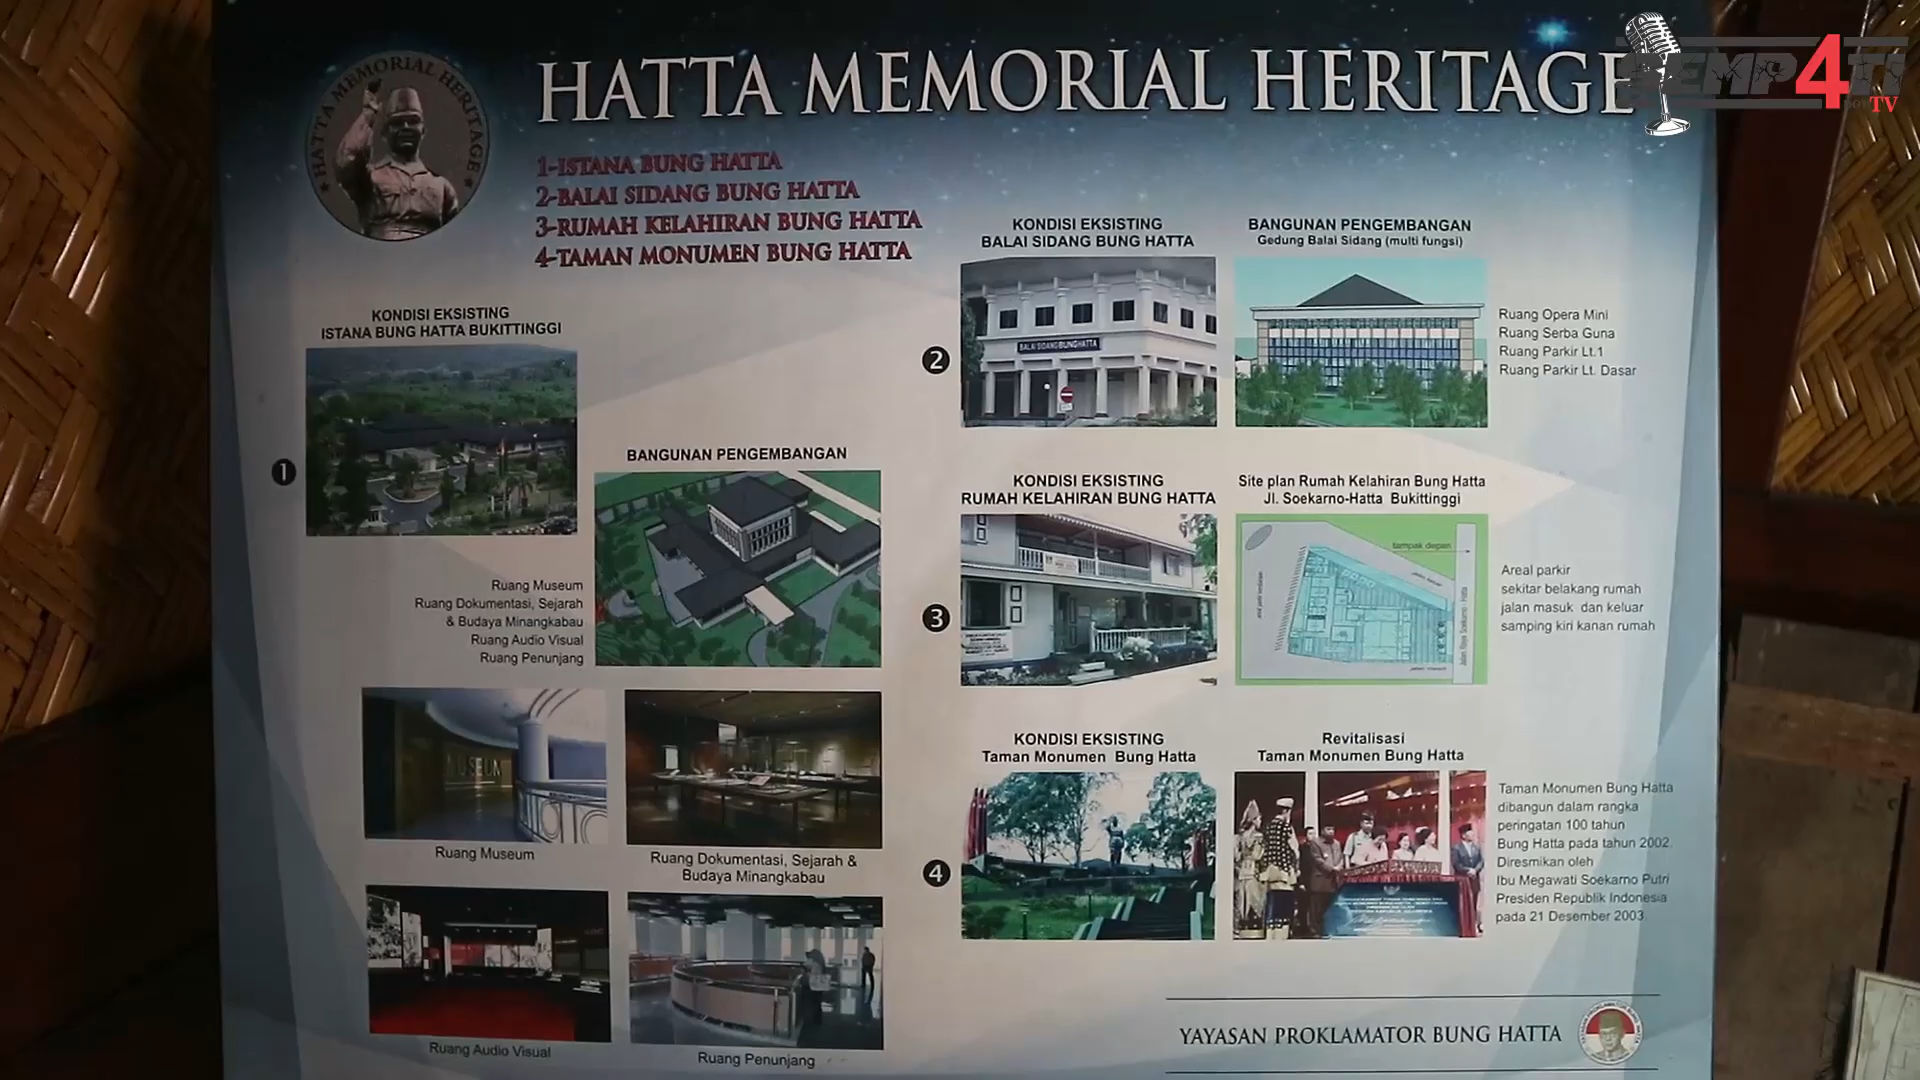 HATTA MEMORIAL HERITAGE
HATTA MEMORIAL HERITAGE
TV
1-ISTANA BUNG HATTA
2-BALAI SIDANG BUNG HATTA
3-RUMAH KELAHIRAN BUNG HATTA
4-TAMAN MONUMEN BUNG HATTA
KONDISI EKSISTING
ISTANA BUNG HATTA BUKITTINGGI
1
BANGUNAN PENGEMBANGAN
Ruang Museum
Ruang Dokumentasi, Sejarah
& Budaya Minangkabau
Ruang Audio Visual
Ruang Penunjang
MUSEUM
Ruang Museum
Ruang Dokumentasi, Sejarah &
Budaya Minangkabau
Ruang Audio Visual
Ruang Penunjang
KONDISI EKSISTING
BALAI SIDANG BUNG HATTA
BALAI SIDANG BUNG HATTA
2
BANGUNAN PENGEMBANGAN
Gedung Balai Sidang (multi fungsi)
Ruang Opera Mini
Ruang Serba Guna
Ruang Parkir Lt.1
Ruang Parkir Lt. Dasar
KONDISI EKSISTING
RUMAH KELAHIRAN BUNG HATTA
3
Site plan Rumah Kelahiran Bung Hatta
Jl. Soekarno-Hatta Bukittinggi
tampak depan
Jalan Raya Soekarno - Hatta
Areal parkir
sekitar belakang rumah
jalan masuk dan keluar
samping kiri kanan rumah
KONDISI EKSISTING
Taman Monumen Bung Hatta
4
Revitalisasi
Taman Monumen Bung Hatta
Taman Monumen Bung Hatta
dibangun dalam rangka
peringatan 100 tahun
Bung Hatta pada tahun 2002.
Diresmikan oleh
Ibu Megawati Soekarno Putri
Presiden Republik Indonesia
pada 21 Desember 2003.
YAYASAN PROKLAMATOR BUNG HATTA